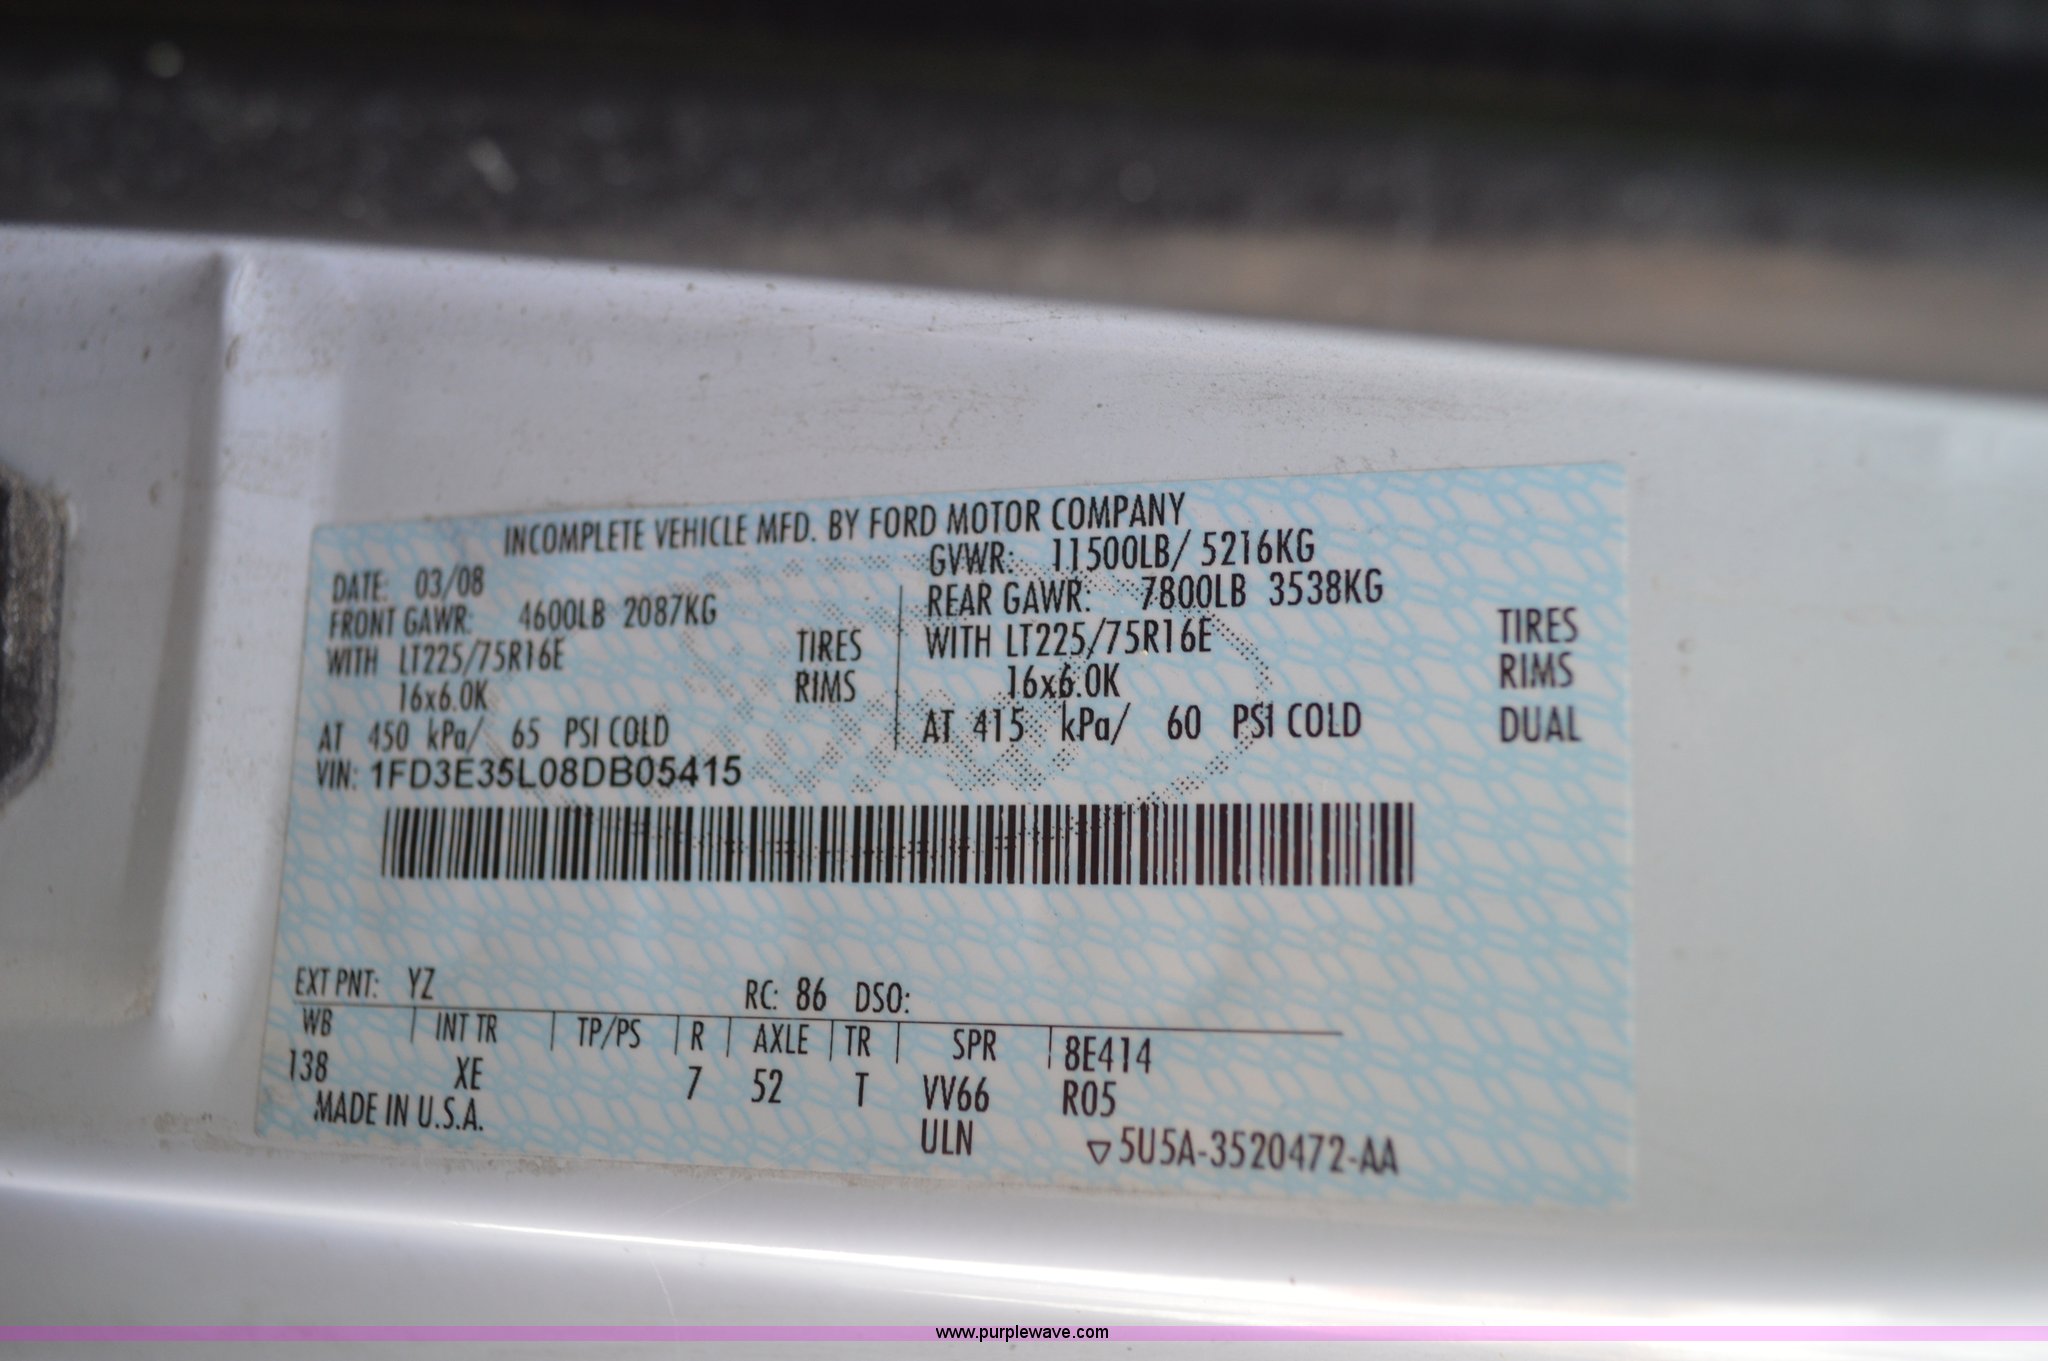 INCOMPLETE VEHICLE MFD. BY FORD MOTOR COMPANY
DATE: 03/08
GVWR: 11500LB/ 5216KG
FRONT GAWR: 4600LB 2087KG
REAR GAWR: 7800LB 3538KG
WITH LT225/75R16E TIRES
WITH LT225/75R16E TIRES
16x6.0K RIMS
16x6.0K RIMS
AT 450 kPa/ 65 PSI COLD
AT 415 kPa/ 60 PSI COLD DUAL
VIN: 1FD3E35L08DB05415
EXT PNT: YZ RC: 86 DSO:
WB INT TR TP/PS R AXLE TR SPR 8E414
138 XE 7 52 T VV66 R05
MADE IN U.S.A. ULN ▽5U5A-3520472-AA
www.purplewave.com